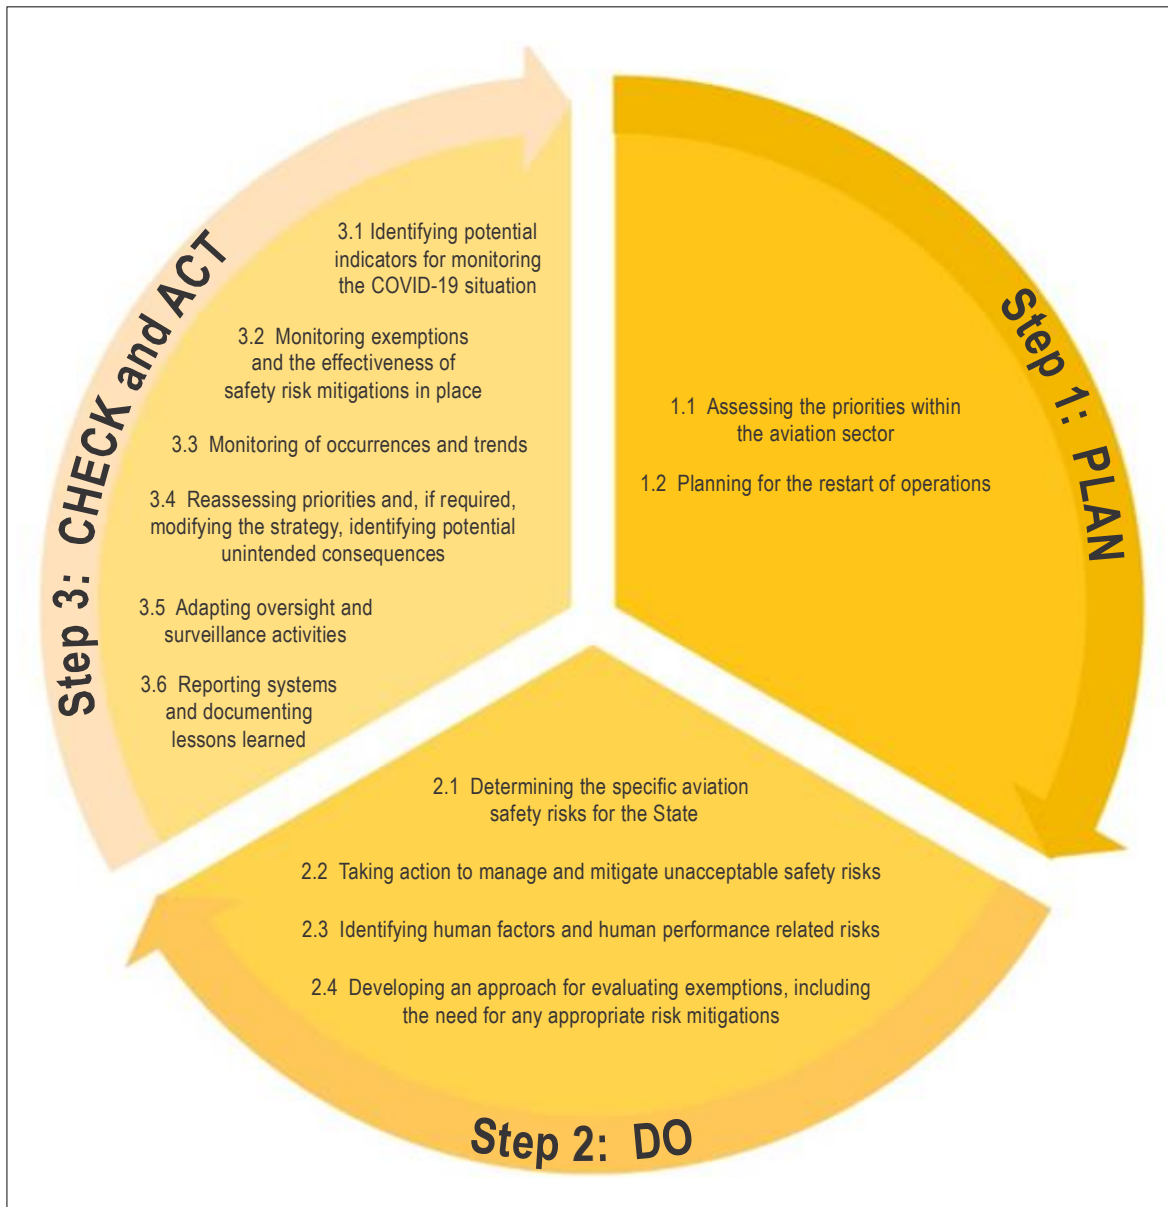 Step 1: PLAN
1.1 Assessing the priorities within
the aviation sector
1.2 Planning for the restart of operations
Step 2: DO
2.1 Determining the specific aviation
safety risks for the State
2.2 Taking action to manage and mitigate unacceptable safety risks
2.3 Identifying human factors and human performance related risks
2.4 Developing an approach for evaluating exemptions, including
the need for any appropriate risk mitigations
Step 3: CHECK and ACT
3.1 Identifying potential
indicators for monitoring
the COVID-19 situation
3.2 Monitoring exemptions
and the effectiveness of
safety risk mitigations in place
3.3 Monitoring of occurrences and trends
3.4 Reassessing priorities and, if required,
modifying the strategy, identifying potential
unintended consequences
3.5 Adapting oversight and
surveillance activities
3.6 Reporting systems
and documenting
lessons learned